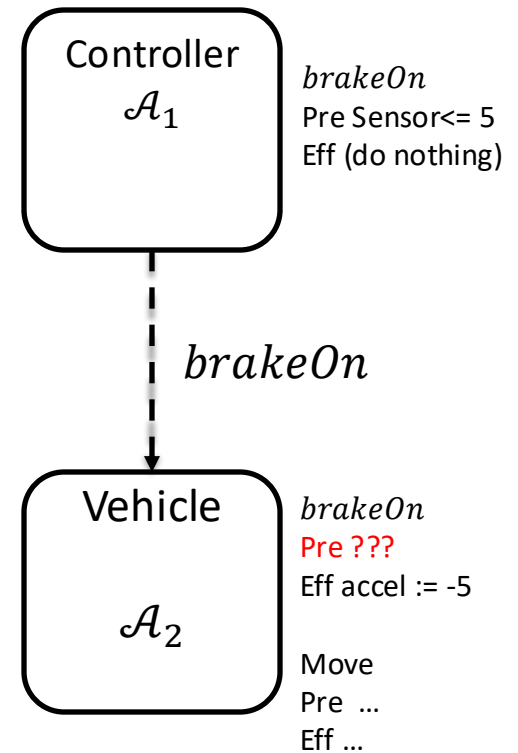 Controller
𝒜₁
brakeOn
Pre Sensor<= 5
Eff (do nothing)
brakeOn
Vehicle
𝒜₂
brakeOn
Pre ???
Eff accel := -5
Move
Pre ...
Eff ...